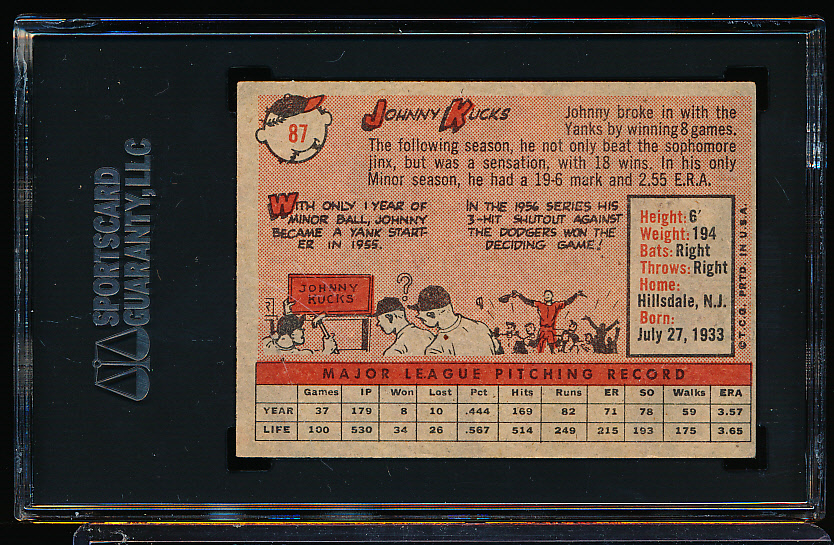 SPORTSCARD
GUARANTY,LLC
87
JOHNNY KUCKS
Johnny broke in with the
Yanks by winning 8 games.
The following season, he not only beat the sophomore
jinx, but was a sensation, with 18 wins. In his only
Minor season, he had a 19-6 mark and 2.55 E.R.A.
WITH ONLY 1 YEAR OF
MINOR BALL, JOHNNY
BECAME A YANK START-
ER IN 1955.
IN THE 1956 SERIES HIS
3-HIT SHUTOUT AGAINST
THE DODGERS WON THE
DECIDING GAME!
JOHNNY
KUCKS
?
Height: 6'
Weight: 194
Bats: Right
Throws: Right
Home:
Hillsdale, N.J.
Born:
July 27, 1933
© T.C.G. PRTD. IN U.S.A.
MAJOR LEAGUE PITCHING RECORD
Games IP Won Lost Pct. Hits Runs ER SO Walks ERA
YEAR 37 179 8 10 .444 169 82 71 78 59 3.57
LIFE 100 530 34 26 .567 514 249 215 193 175 3.65